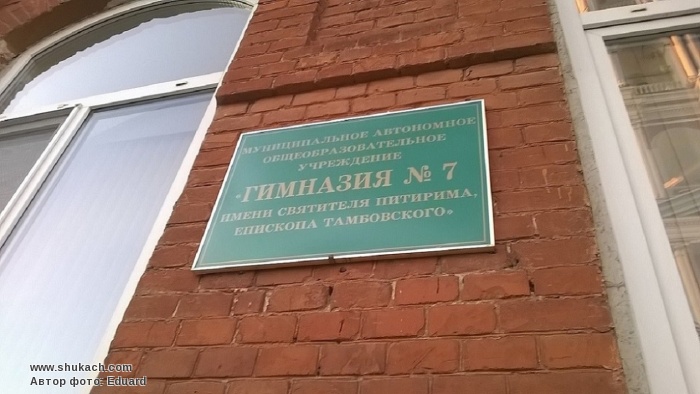 МУНИЦИПАЛЬНОЕ АВТОНОМНОЕ
ОБЩЕОБРАЗОВАТЕЛЬНОЕ
УЧРЕЖДЕНИЕ
«ГИМНАЗИЯ № 7
ИМЕНИ СВЯТИТЕЛЯ ПИТИРИМА,
ЕПИСКОПА ТАМБОВСКОГО»
www.shukach.com
Автор фото: Eduard